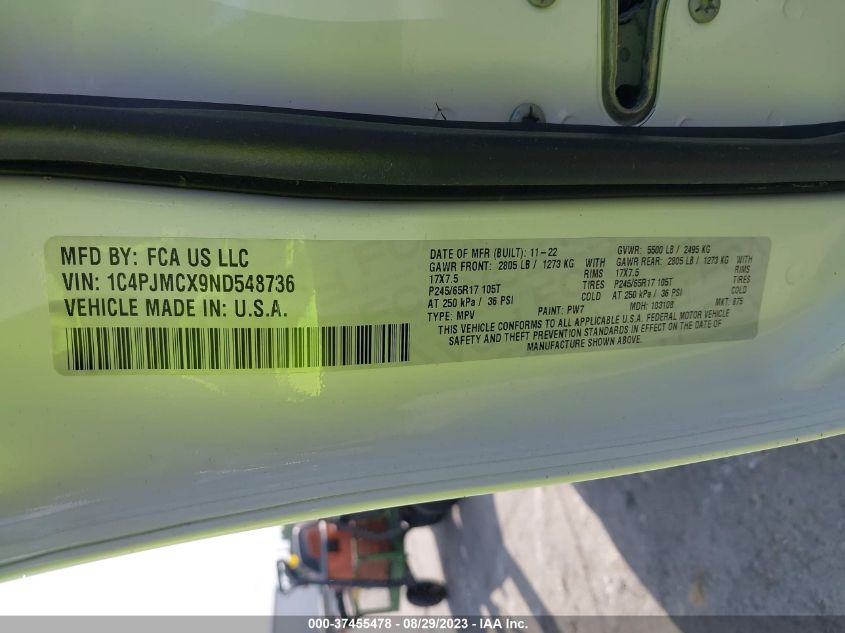 MFD BY: FCA US LLC
VIN: 1C4PJMCX9ND548736
VEHICLE MADE IN: U.S.A.
DATE OF MFR (BUILT): 11-22 GVWR: 5500 LB / 2495 KG
GAWR FRONT: 2805 LB / 1273 KG WITH GAWR REAR: 2805 LB / 1273 KG WITH
17X7.5 RIMS 17X7.5 RIMS
P245/65R17 105T TIRES P245/65R17 105T TIRES
AT 250 kPa / 36 PSI COLD AT 250 kPa / 36 PSI COLD
TYPE: MPV PAINT: PW7 MDH: 103108 MKT: 875
THIS VEHICLE CONFORMS TO ALL APPLICABLE U.S.A. FEDERAL MOTOR VEHICLE
SAFETY AND THEFT PREVENTION STANDARDS IN EFFECT ON THE DATE OF
MANUFACTURE SHOWN ABOVE.
000-37455478 - 08/29/2023 - IAA Inc.